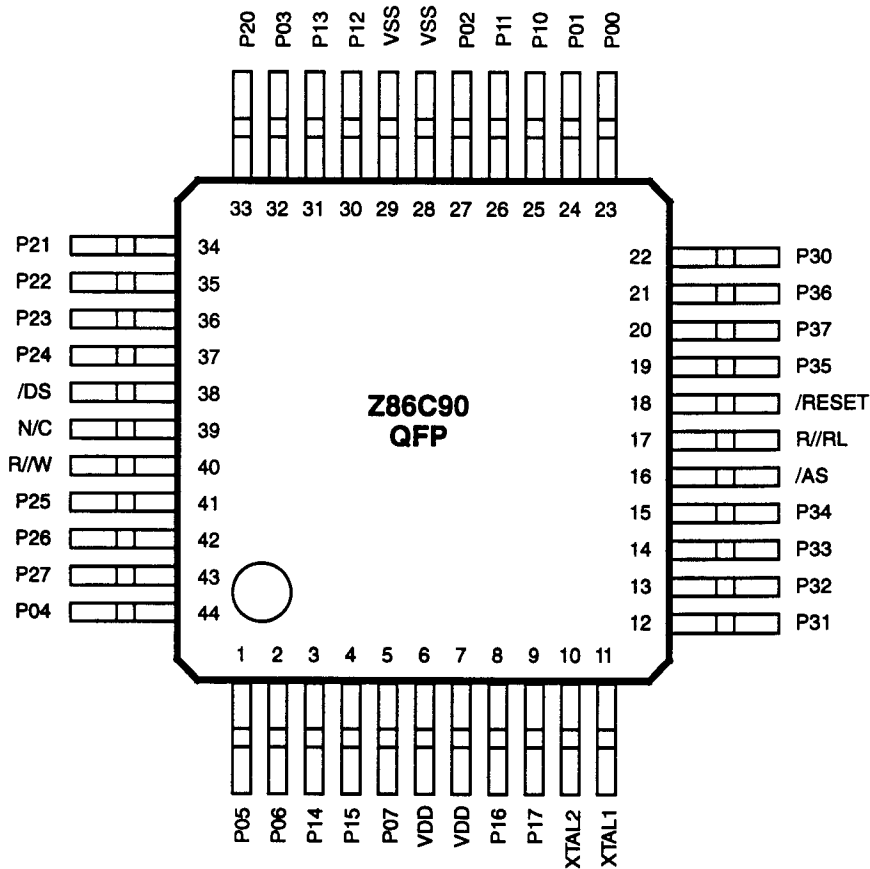 P20 P03 P13 P12 VSS VSS P02 P11 P10 P01 P00
33 32 31 30 29 28 27 26 25 24 23
P21 34
P22 35
P23 36
P24 37
/DS 38
N/C 39
R//W 40
P25 41
P26 42
P27 43
P04 44
Z86C90
QFP
22 P30
21 P36
20 P37
19 P35
18 /RESET
17 R//RL
16 /AS
15 P34
14 P33
13 P32
12 P31
1 2 3 4 5 6 7 8 9 10 11
P05 P06 P14 P15 P07 VDD VDD P16 P17 XTAL2 XTAL1